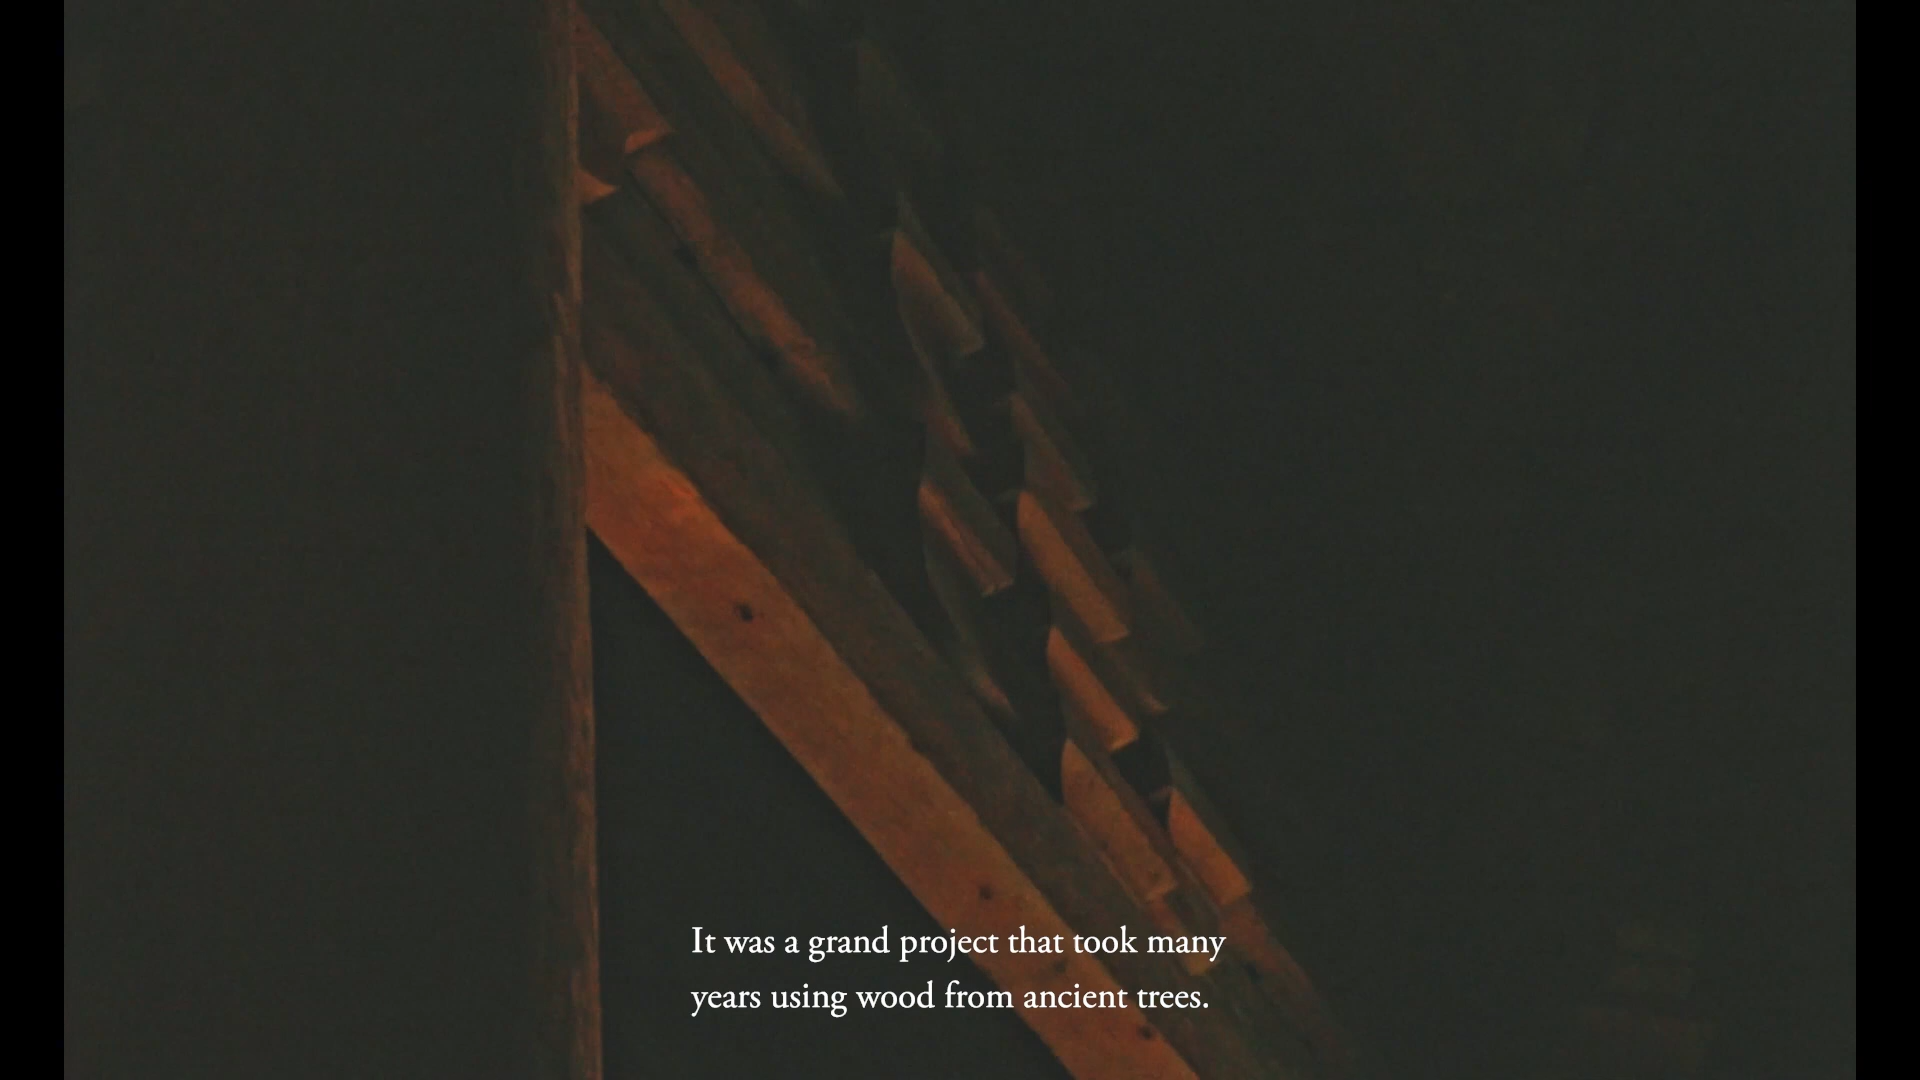 It was a grand project that took many
years using wood from ancient trees.